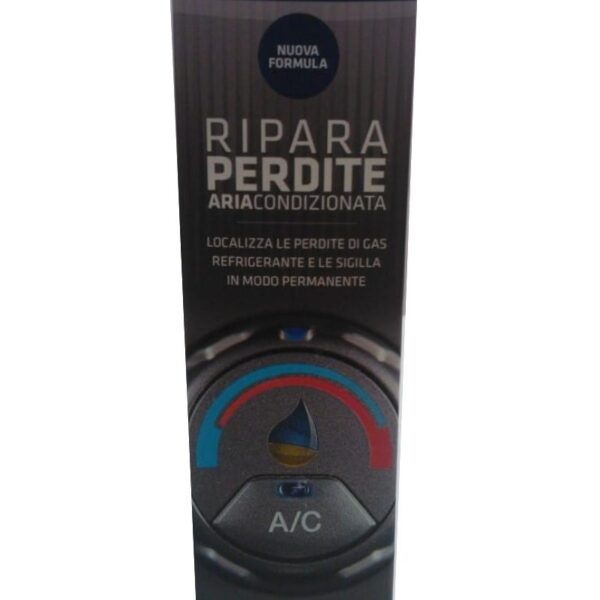 NUOVA
FORMULA
RIPARA
PERDITE
ARIACONDIZIONATA
LOCALIZZA LE PERDITE DI GAS
REFRIGERANTE E LE SIGILLA
IN MODO PERMANENTE
A/C